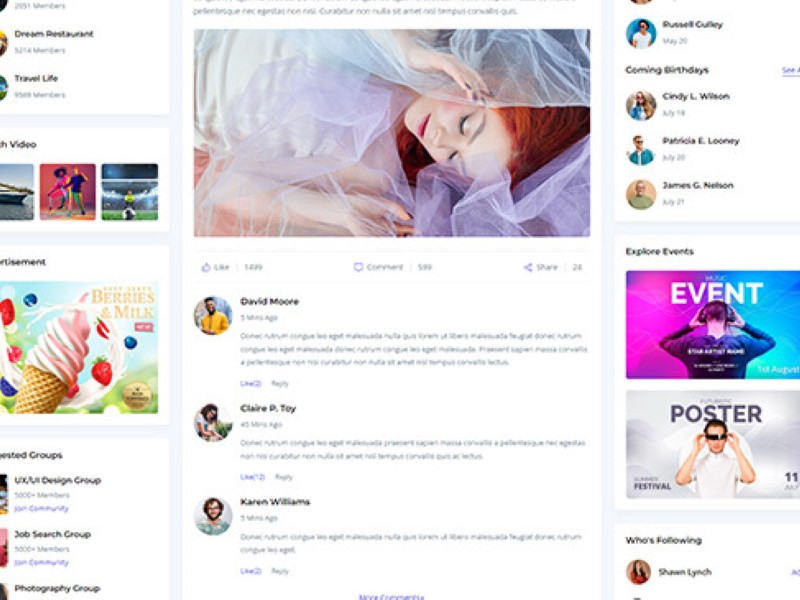 2051 Members
Dream Restaurant
5214 Members
Travel Life
9589 Members
ch Video
ertisement
BERRIES
& MILK
ested Groups
UX/UI Design Group
5000+ Members
Join Community
Job Search Group
5000+ Members
Join Community
Photography Group
pellentesque nec egestas non nisi. Curabitur non nulla sit amet nisl tempus convallis quis.
Like
1499
Comment
599
Share
24
David Moore
5 Mins Ago
Donec rutrum congue leo eget malesuada nulla quis lorem ut libero malesuada feugiat donec rutrum
congue leo eget malesuada donec rutrum congue leo eget malesuada. Praesent sapien massa convallis
a pellentesque nec nisi curabitur non nulla sit amet nisl tempus convallis lectus.
Like(2) Reply
Claire P. Toy
45 Mins Ago
Donec rutrum congue leo eget malesuada praesent sapien massa convallis a pellentesque nec egestas
non nisi curabitur non nulla sit amet nisl tempus convallis quis ac lectus.
Like(12) Reply
Karen Williams
5 Mins Ago
Donec rutrum congue leo eget malesuada nulla quis lorem ut libero malesuada feugiat donec rutrum
congue leo eget.
Like(2) Reply
More Comments+
Russell Gulley
May 20
Coming Birthdays
See A
Cindy L. Wilson
July 19
Patricia E. Looney
July 20
James G. Nelson
July 21
Explore Events
MUSIC
EVENT
STAR ARTIST NAME
1st August
FUTURISTIC
POSTER
SUMMER
FESTIVAL
11
JULY
Who's Following
Shawn Lynch